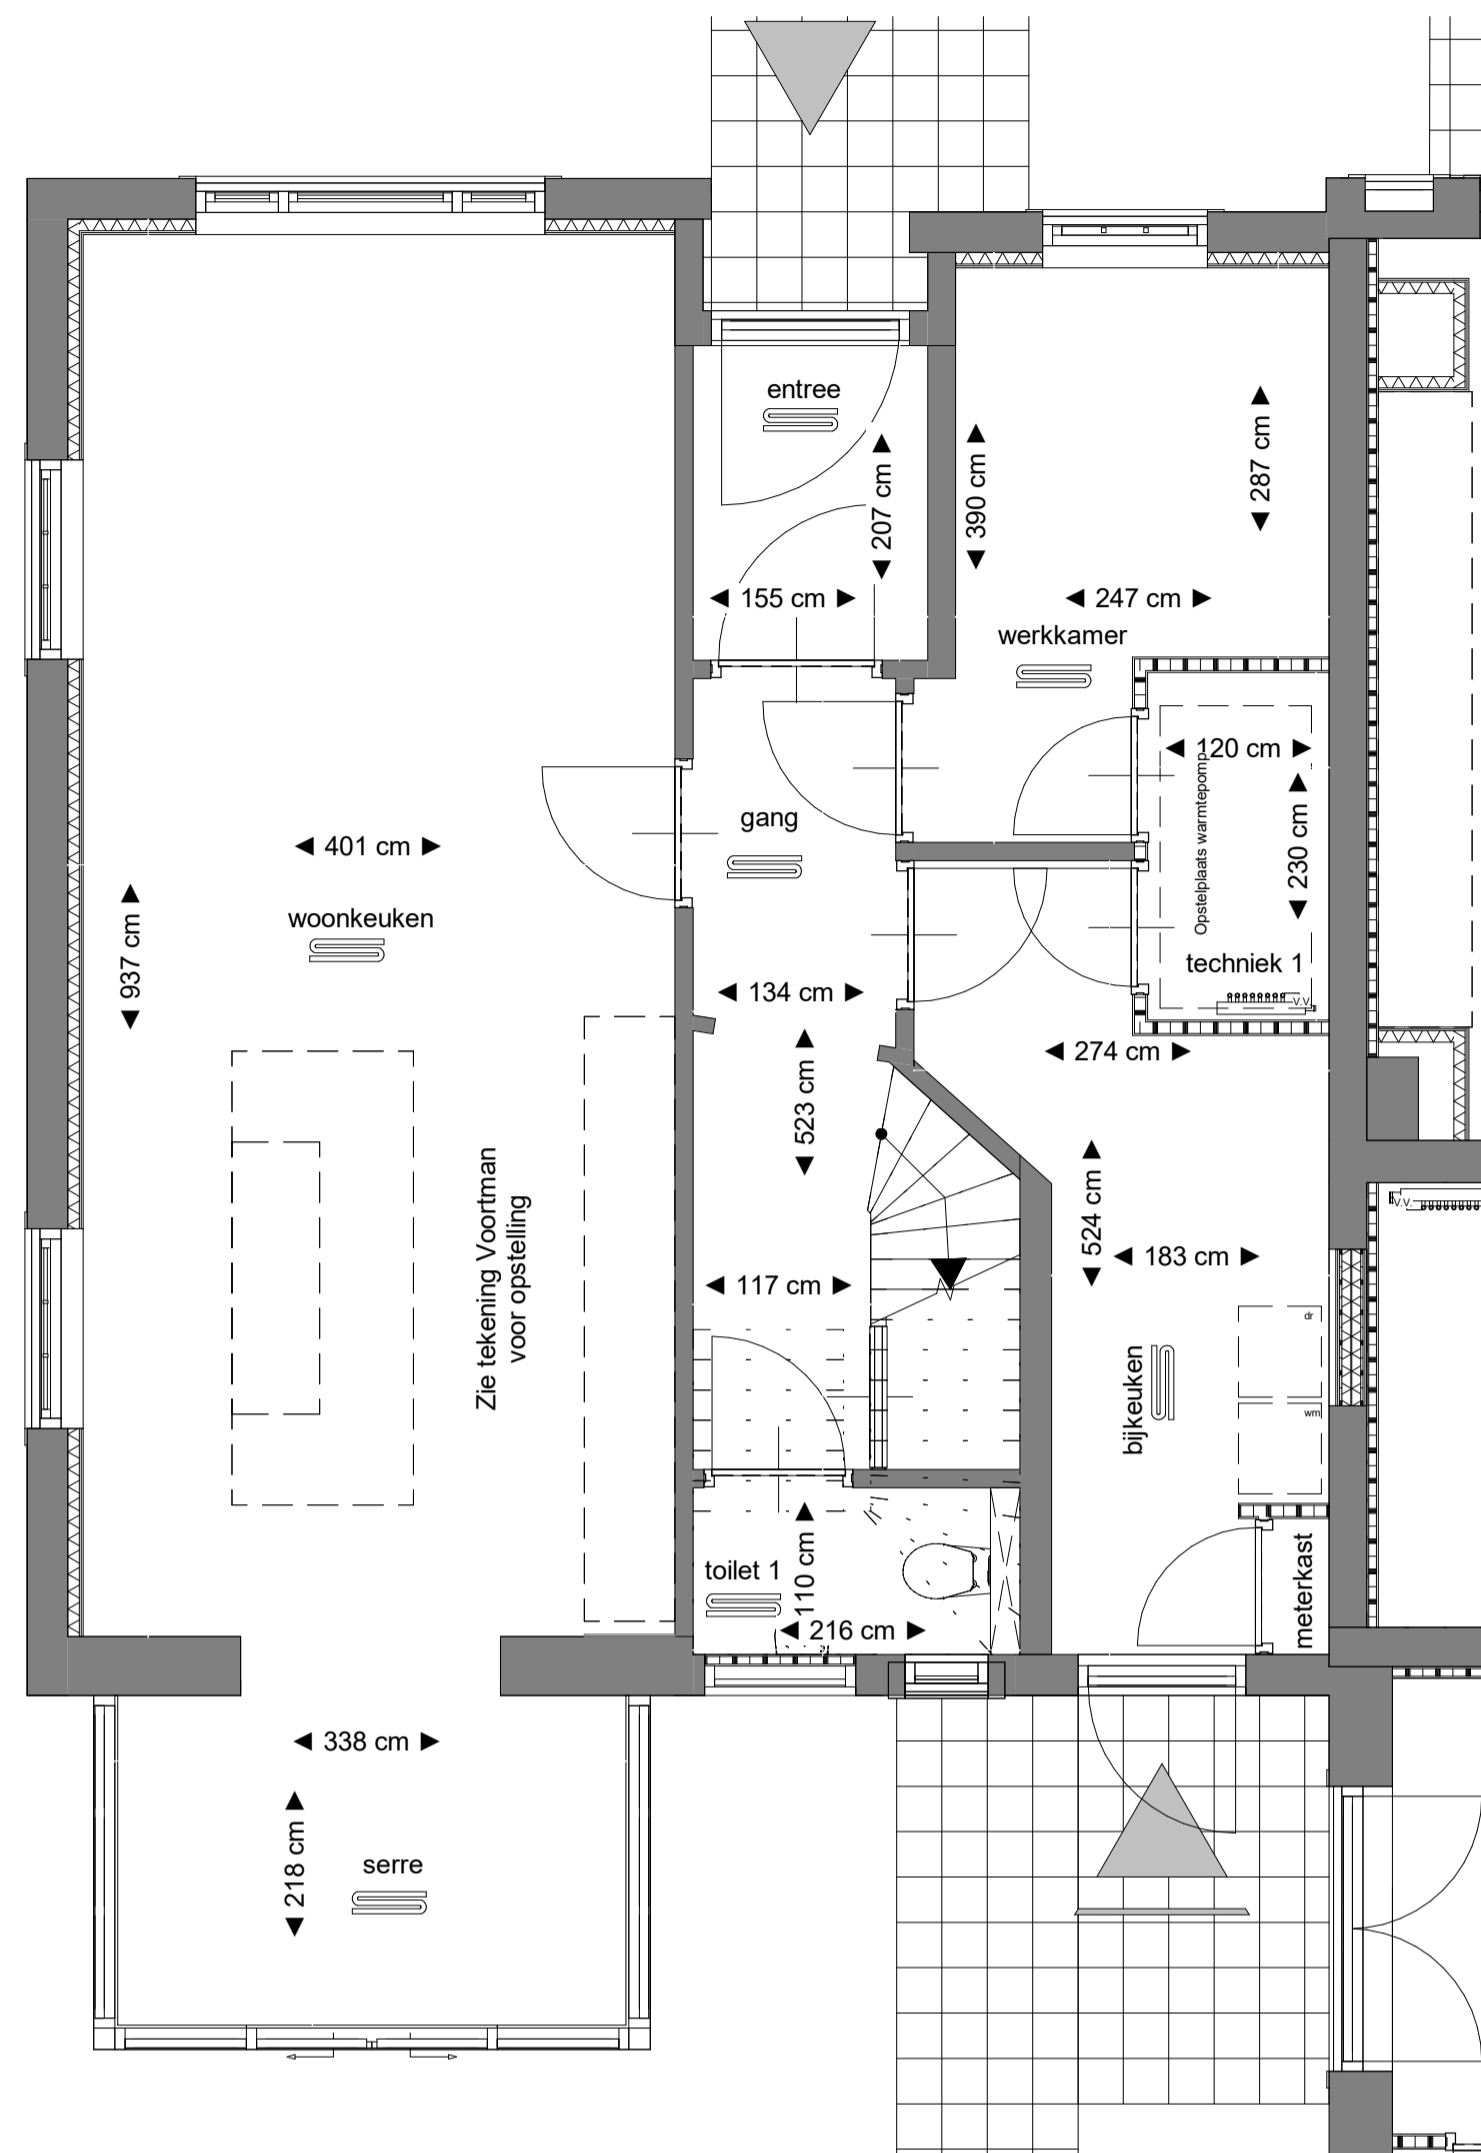 entree
207 cm
155 cm
390 cm
287 cm
247 cm
werkkamer
120 cm
Opstelplaats warmtepomp
230 cm
techniek 1
V.V.
gang
401 cm
woonkeuken
937 cm
134 cm
523 cm
274 cm
524 cm
183 cm
V.V.
Zie tekening Voortman
voor opstelling
117 cm
dr
wm
bijkeuken
toilet 1
110 cm
216 cm
meterkast
338 cm
218 cm
serre